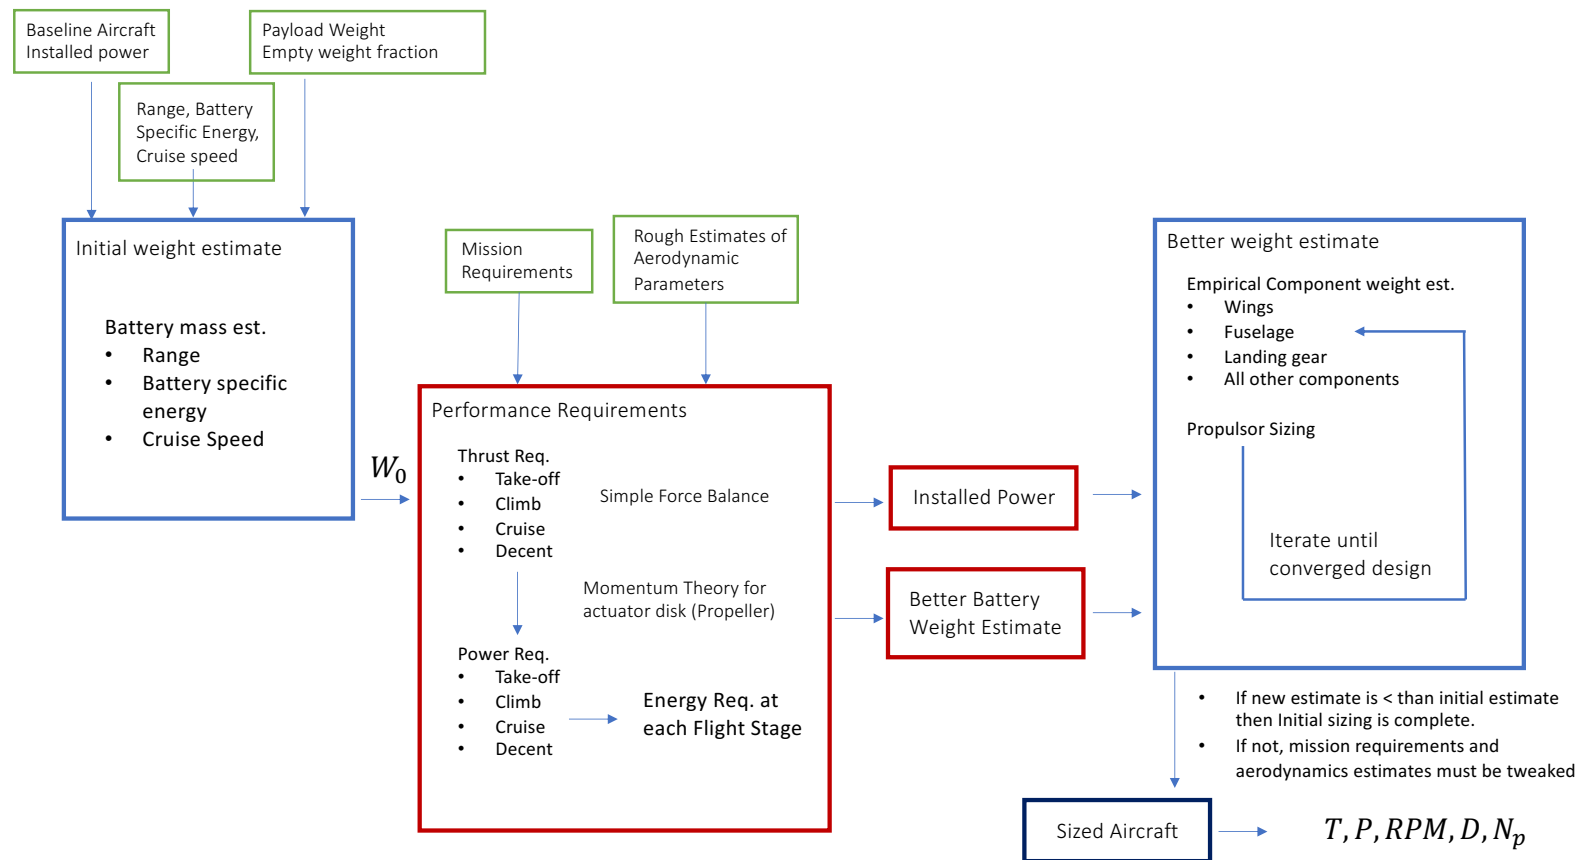 Baseline Aircraft
Installed power
Payload Weight
Empty weight fraction
Range, Battery
Specific Energy,
Cruise speed
Initial weight estimate
Battery mass est.
• Range
• Battery specific
energy
• Cruise Speed
W₀
Mission
Requirements
Rough Estimates of
Aerodynamic
Parameters
Performance Requirements
Thrust Req.
• Take-off
• Climb
• Cruise
• Decent
Simple Force Balance
Momentum Theory for
actuator disk (Propeller)
Power Req.
• Take-off
• Climb
• Cruise
• Decent
Energy Req. at
each Flight Stage
Installed Power
Better Battery
Weight Estimate
Better weight estimate
Empirical Component weight est.
• Wings
• Fuselage
• Landing gear
• All other components
Propulsor Sizing
Iterate until
converged design
• If new estimate is < than initial estimate
then Initial sizing is complete.
• If not, mission requirements and
aerodynamics estimates must be tweaked
Sized Aircraft
T, P, RPM, D, Nₚ